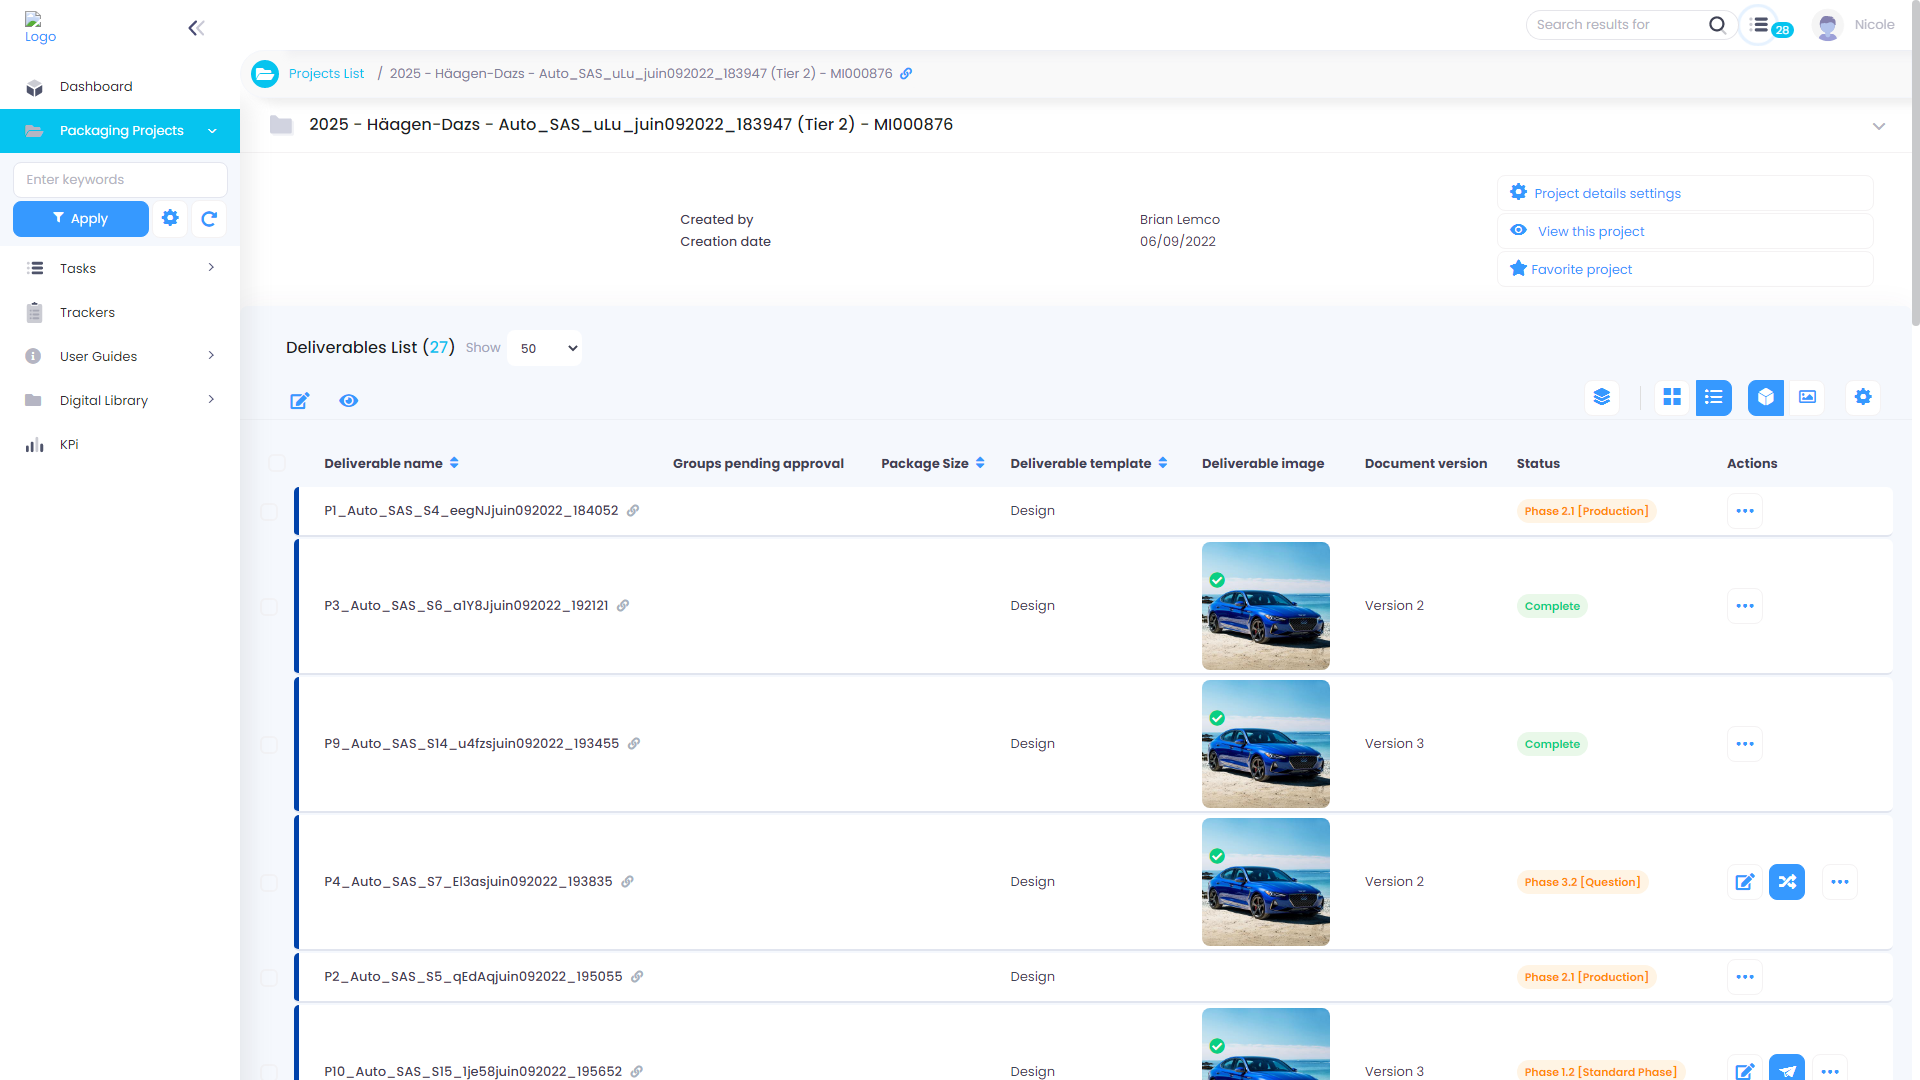 Logo
Search results for
28
Nicole
Dashboard
Packaging Projects
Enter keywords
Apply
Tasks
Trackers
User Guides
Digital Library
KPi
Projects List / 2025 - Häagen-Dazs - Auto_SAS_uLu_juin092022_183947 (Tier 2) - MI000876
2025 - Häagen-Dazs - Auto_SAS_uLu_juin092022_183947 (Tier 2) - MI000876
Created by Brian Lemco
Creation date 06/09/2022
Project details settings
View this project
Favorite project
Deliverables List (27) Show 50
Deliverable name Groups pending approval Package Size Deliverable template Deliverable image Document version Status Actions
P1_Auto_SAS_S4_eegNJjuin092022_184052 Design Phase 2.1 [Production]
P3_Auto_SAS_S6_a1Y8Jjuin092022_192121 Design Version 2 Complete
P9_Auto_SAS_S14_u4fzsjuin092022_193455 Design Version 3 Complete
P4_Auto_SAS_S7_El3asjuin092022_193835 Design Version 2 Phase 3.2 [Question]
P2_Auto_SAS_S5_qEdAqjuin092022_195055 Design Phase 2.1 [Production]
P10_Auto_SAS_S15_1je58juin092022_195652 Design Version 3 Phase 1.2 [Standard Phase]